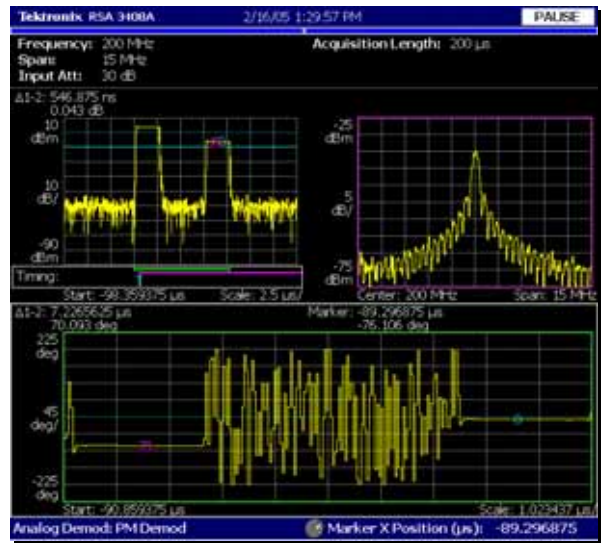 Tektronix RSA 3408A 2/16/05 1:29:57 PM PAUSE
Frequency: 200 MHz Acquisition Length: 200 µs
Span: 15 MHz
Input Att: 30 dB
Δ1-2: 546.875 ns
0.043 dB
10
dBm
10
dB/
-90
dBm
Timing:
Start: -98.359375 µs Scale: 2.5 µs/
-25
dBm
5
dB/
-75
dBm
Center: 200 MHz Span: 15 MHz
Δ1-2: 7.2265625 µs Marker: -89.296875 µs
70.093 deg -76.106 deg
225
deg
45
deg/
-225
deg
Start: -90.859375 µs Scale: 1.023437 µs/
Analog Demod: PM Demod Marker X Position (µs): -89.296875